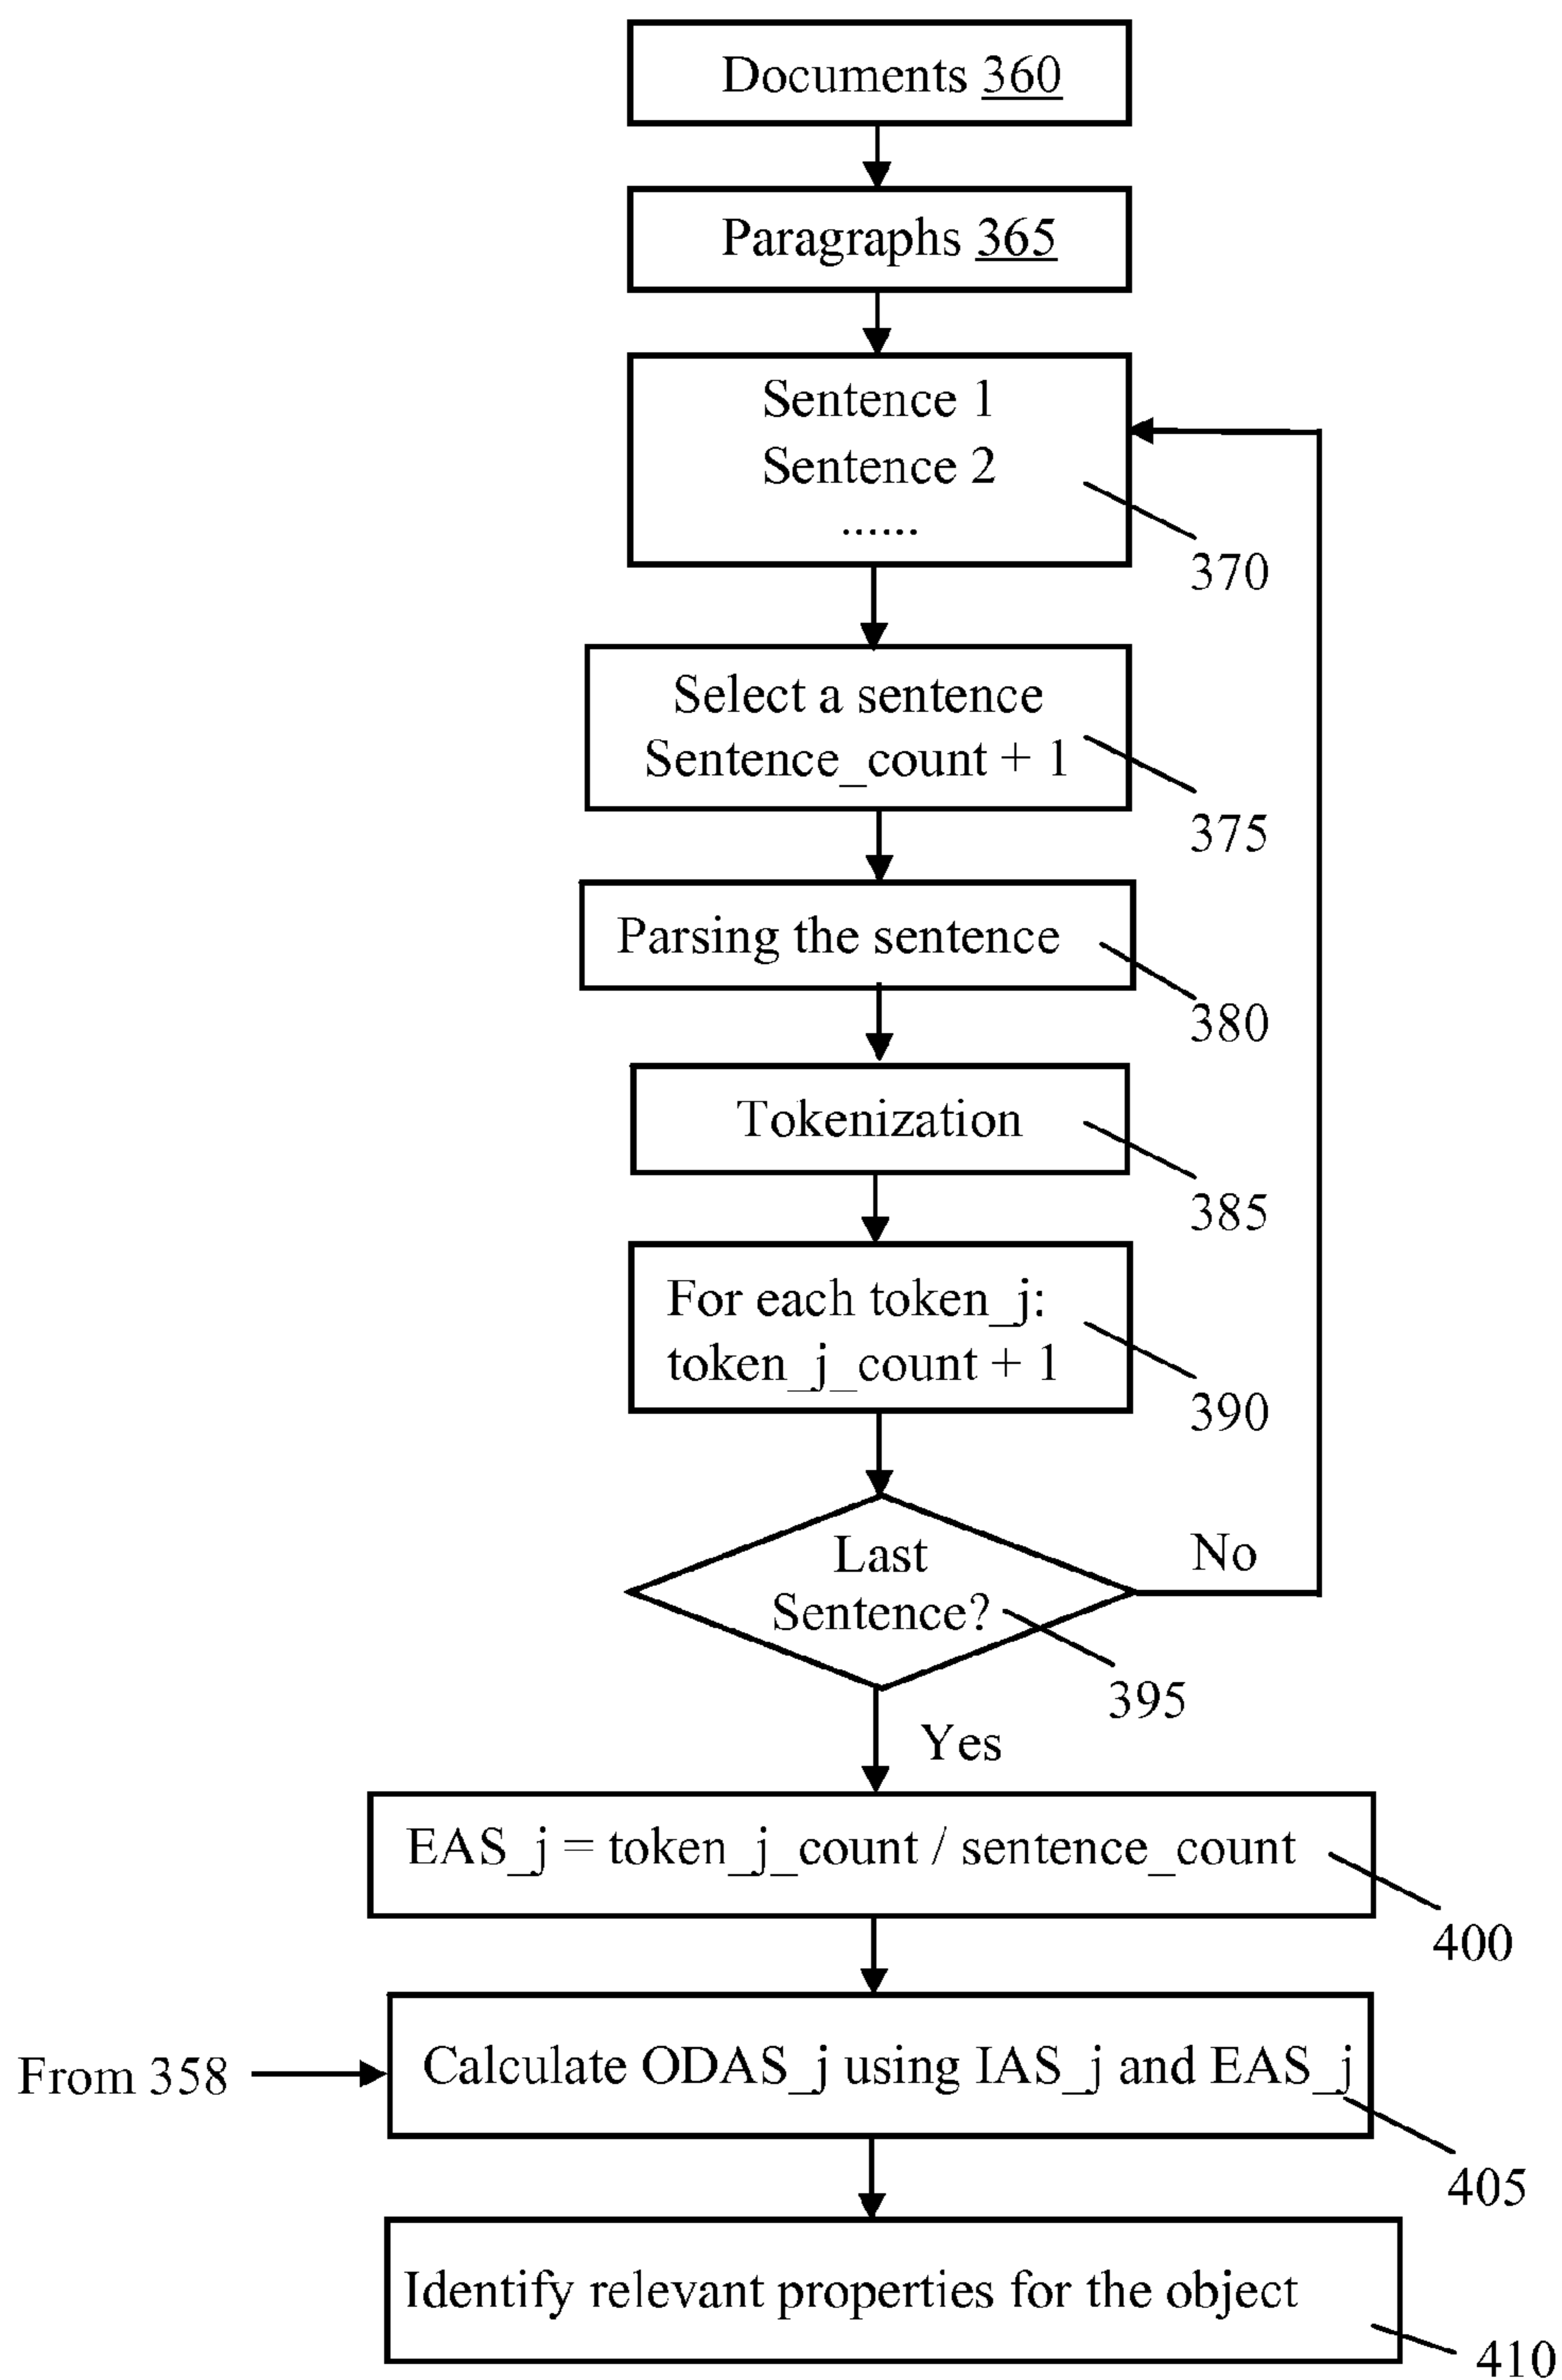 Documents 360
Paragraphs 365
Sentence 1
Sentence 2
......
370
Select a sentence
Sentence_count + 1
375
Parsing the sentence
380
Tokenization
385
For each token_j:
token_j_count + 1
390
Last
Sentence?
No
395
Yes
EAS_j = token_j_count / sentence_count
400
From 358
Calculate ODAS_j using IAS_j and EAS_j
405
Identify relevant properties for the object
410